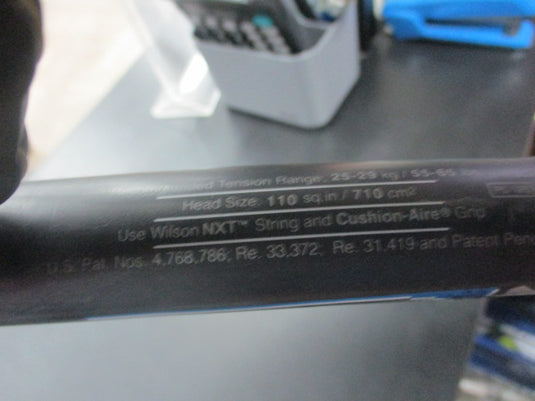 Tension Range: 25-29 kg / 55-65
Head Size: 110 sq.in / 710 cm²
Use Wilson NXT™ String and Cushion-Aire® Grip
U.S. Pat. Nos. 4,768,786; Re. 33,372; Re. 31,419 and Patent Pend